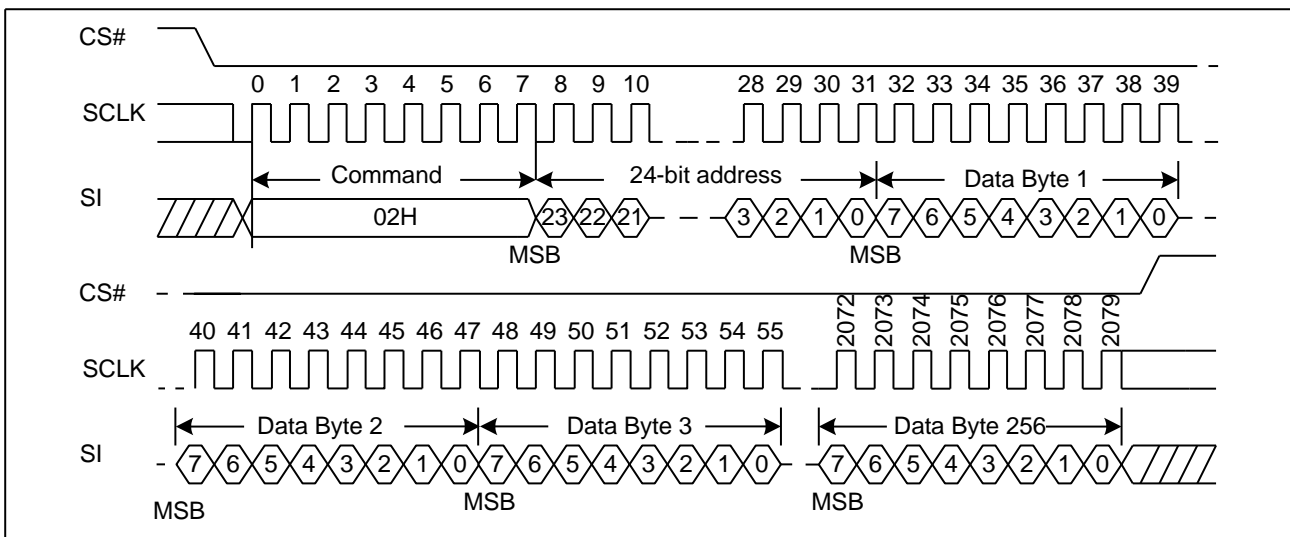 CS#
0 1 2 3 4 5 6 7 8 9 10 28 29 30 31 32 33 34 35 36 37 38 39
SCLK
Command 24-bit address Data Byte 1
SI
02H 23 22 21 3 2 1 0 7 6 5 4 3 2 1 0
MSB MSB
CS#
40 41 42 43 44 45 46 47 48 49 50 51 52 53 54 55 2072 2073 2074 2075 2076 2077 2078 2079
SCLK
Data Byte 2 Data Byte 3 Data Byte 256
SI
7 6 5 4 3 2 1 0 7 6 5 4 3 2 1 0 7 6 5 4 3 2 1 0
MSB MSB MSB